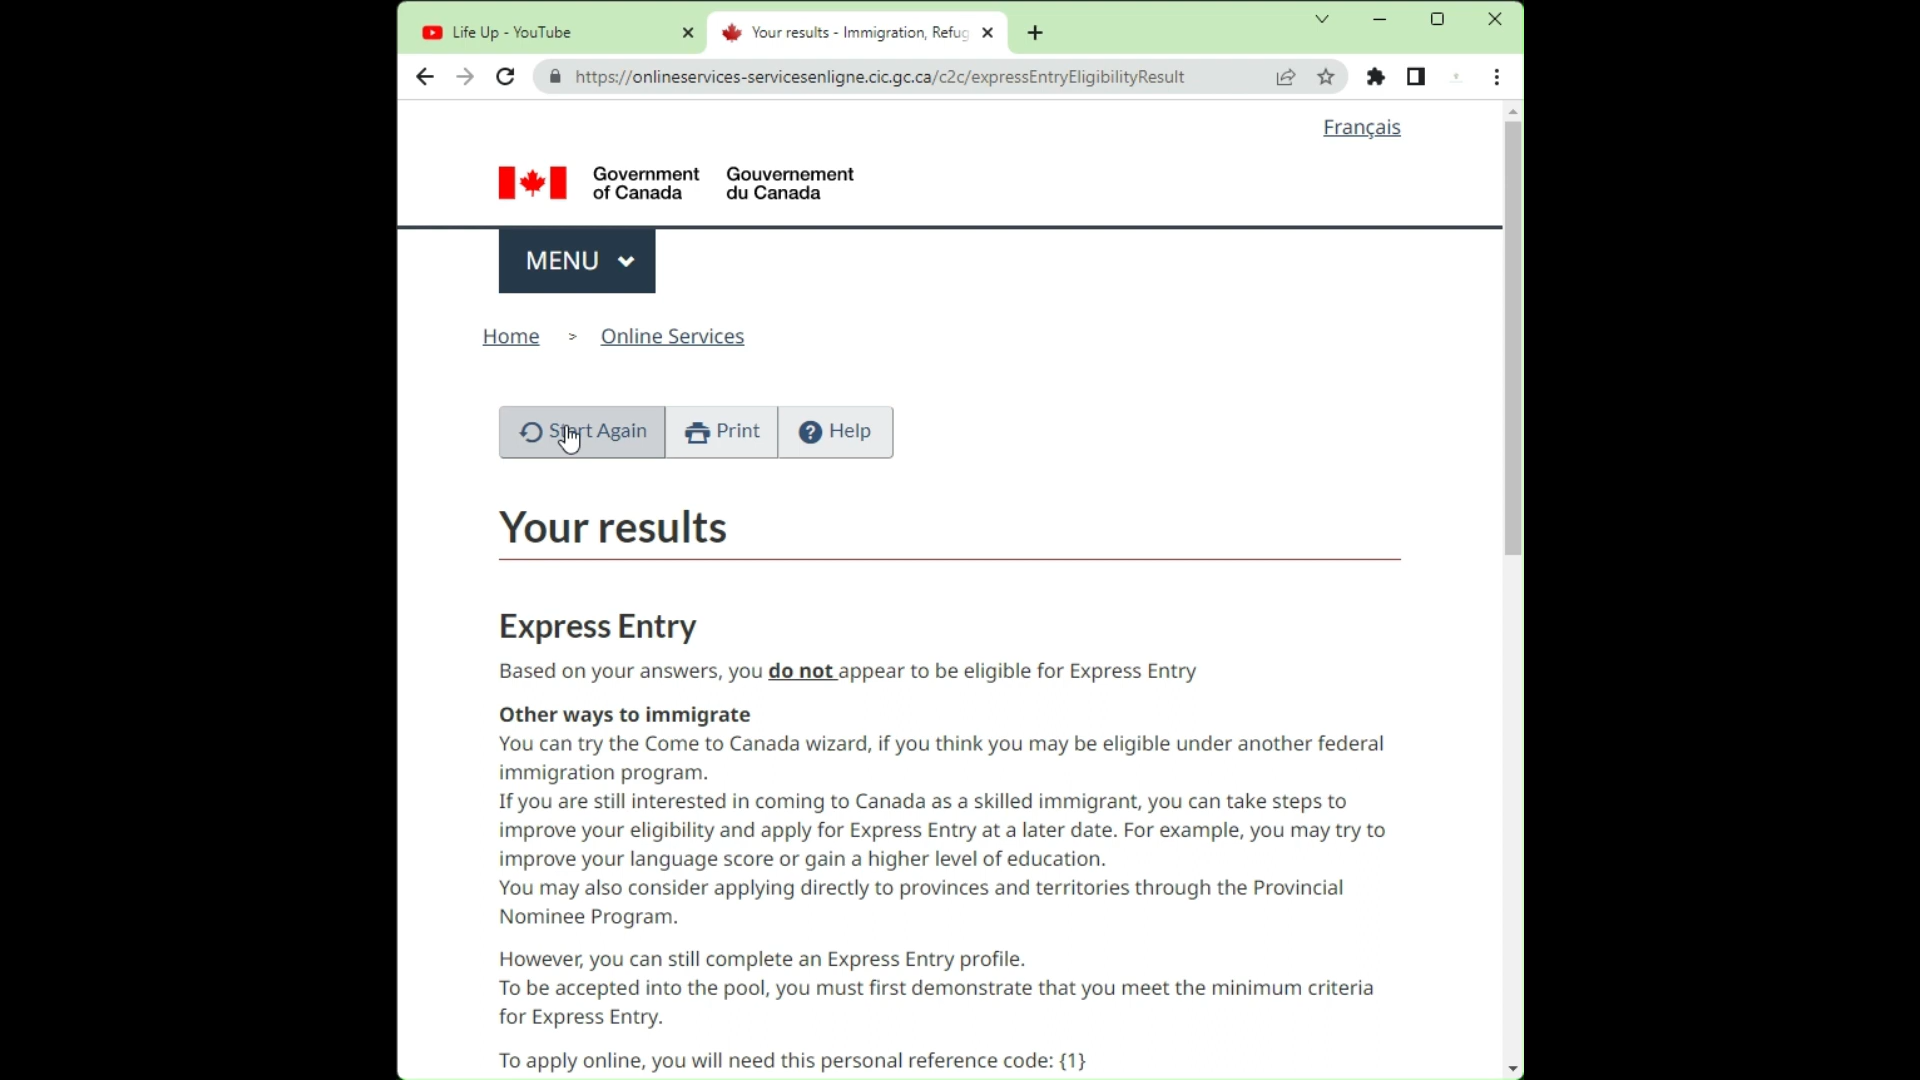 Life Up - YouTube
Your results - Immigration, Refug
https://onlineservices-servicesenligne.cic.gc.ca/c2c/expressEntryEligibilityResult
Français
Government of Canada
Gouvernement du Canada
MENU
Home > Online Services
Start Again
Print
Help
Your results
Express Entry
Based on your answers, you do not appear to be eligible for Express Entry
Other ways to immigrate
You can try the Come to Canada wizard, if you think you may be eligible under another federal
immigration program.
If you are still interested in coming to Canada as a skilled immigrant, you can take steps to
improve your eligibility and apply for Express Entry at a later date. For example, you may try to
improve your language score or gain a higher level of education.
You may also consider applying directly to provinces and territories through the Provincial
Nominee Program.
However, you can still complete an Express Entry profile.
To be accepted into the pool, you must first demonstrate that you meet the minimum criteria
for Express Entry.
To apply online, you will need this personal reference code: {1}